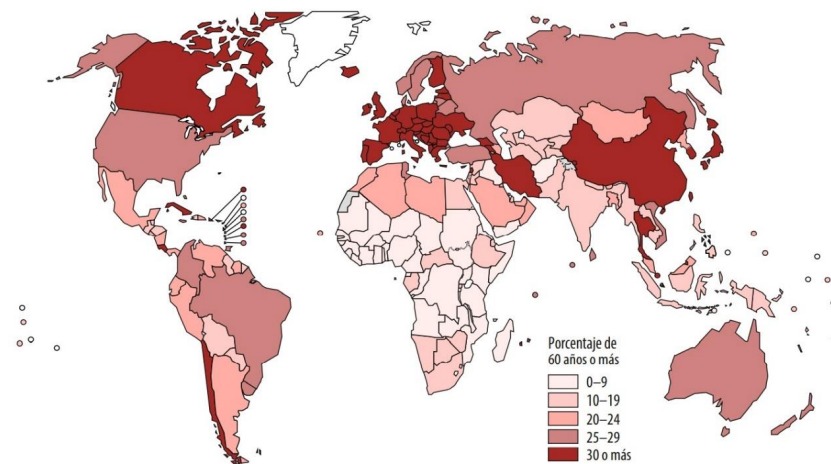 Porcentaje de
60 años o más
0–9
10–19
20–24
25–29
30 o más